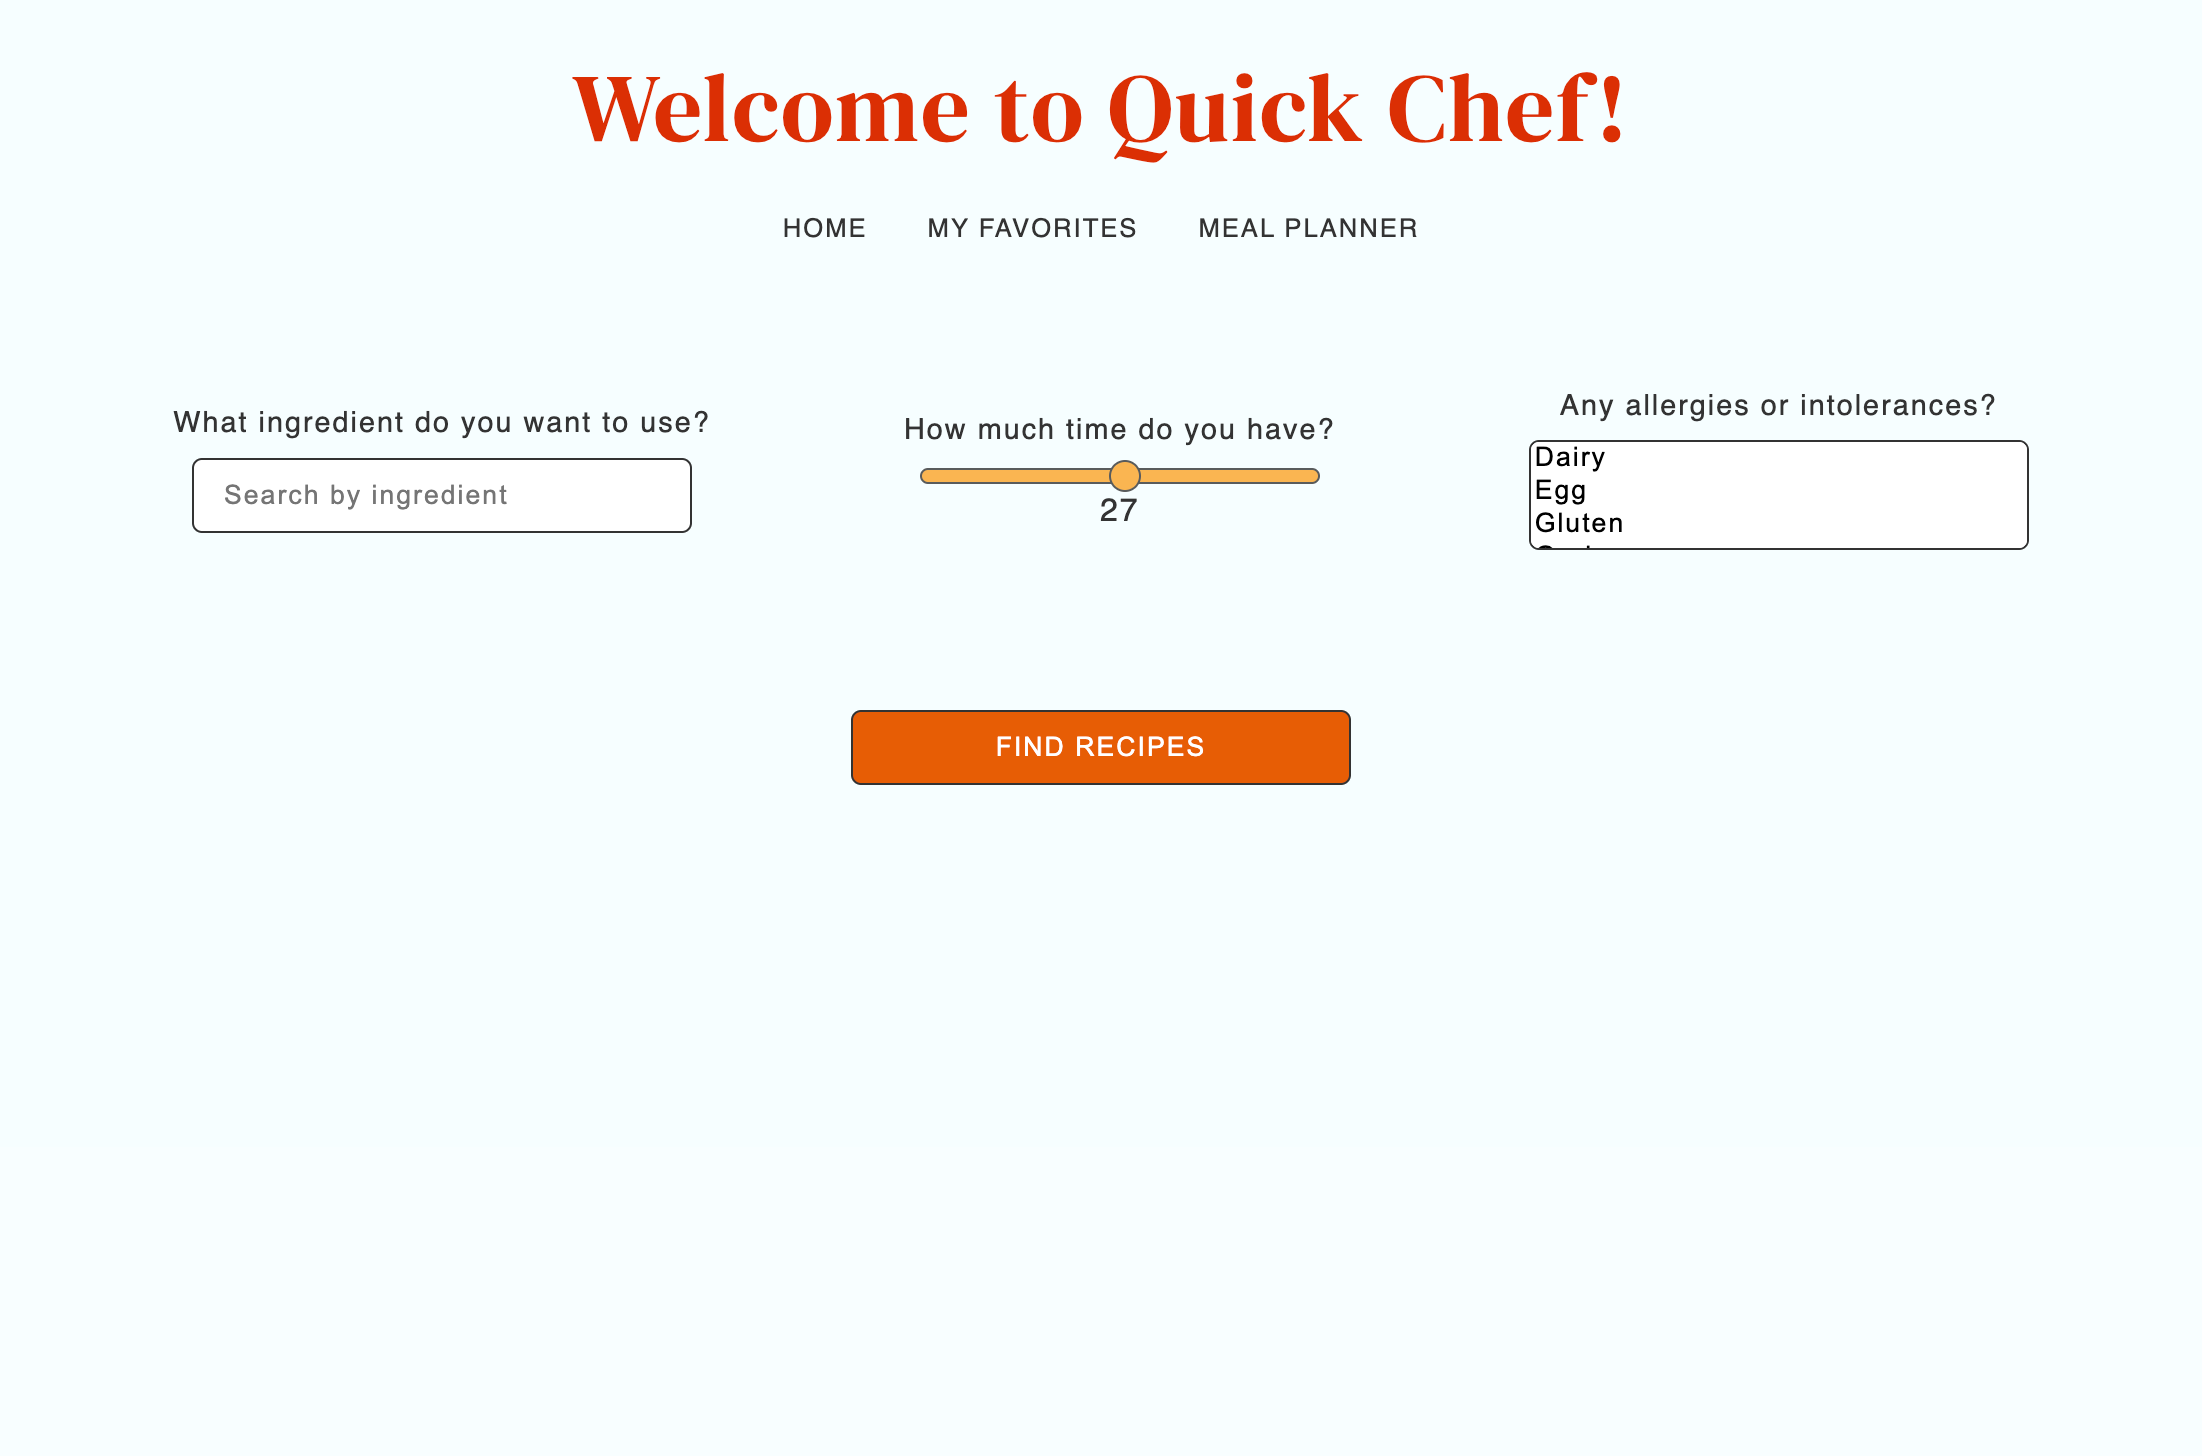 Welcome to Quick Chef!
HOME MY FAVORITES MEAL PLANNER
What ingredient do you want to use?
Search by ingredient
How much time do you have?
27
Any allergies or intolerances?
Dairy
Egg
Gluten
FIND RECIPES